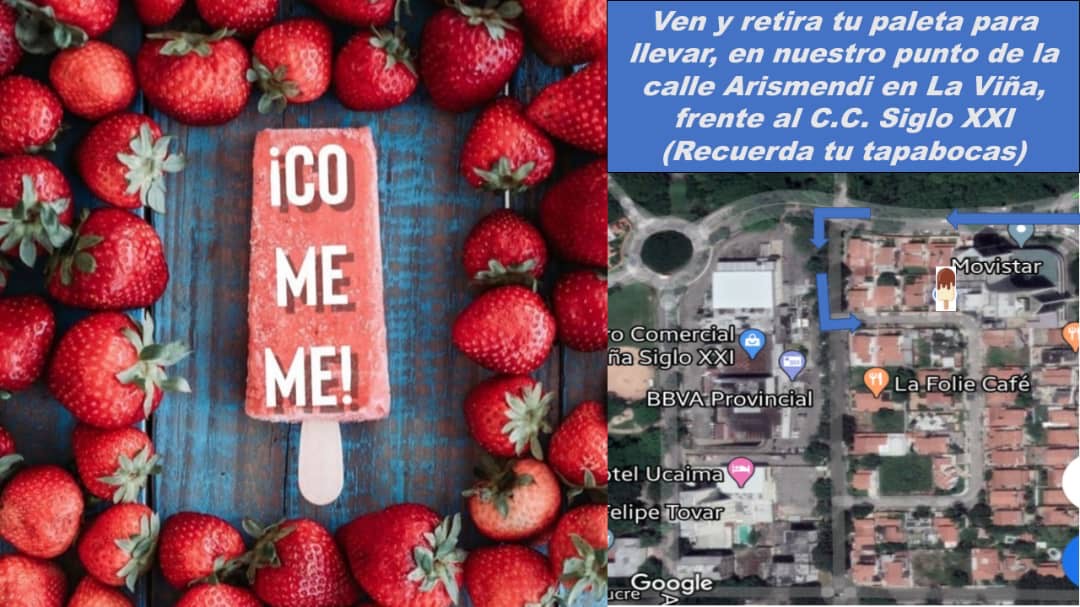 ¡CO
ME
ME!
Ven y retira tu paleta para
llevar, en nuestro punto de la
calle Arismendi en La Viña,
frente al C.C. Siglo XXI
(Recuerda tu tapabocas)
Movistar
ro Comercial
ña Siglo XXI
BBVA Provincial
La Folie Café
otel Ucaima
Felipe Tovar
Google
ucre